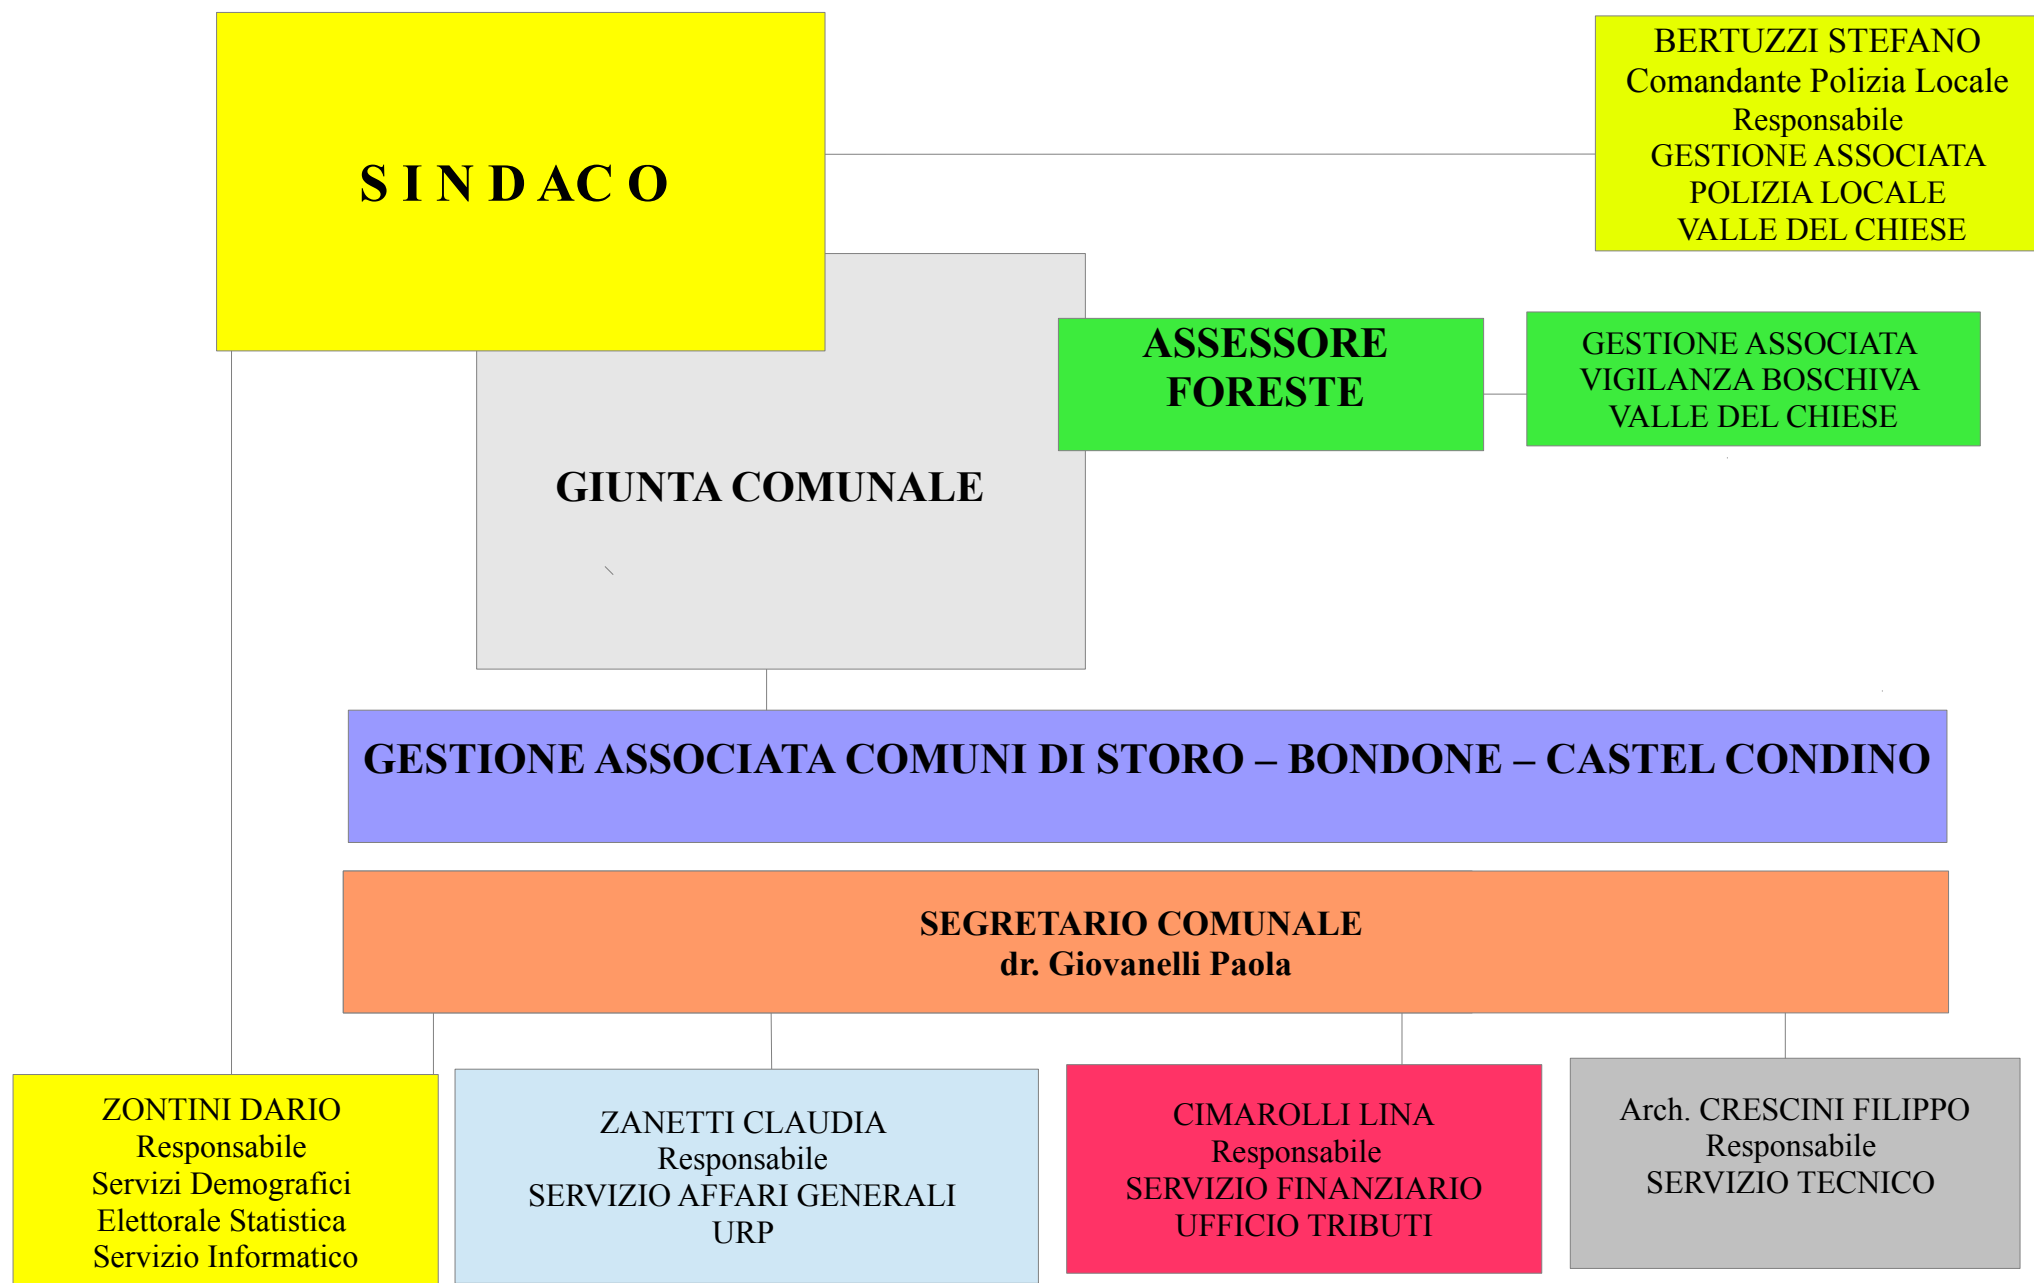 S I N D A C O
BERTUZZI STEFANO
Comandante Polizia Locale
Responsabile
GESTIONE ASSOCIATA
POLIZIA LOCALE
VALLE DEL CHIESE
ASSESSORE
FORESTE
GESTIONE ASSOCIATA
VIGILANZA BOSCHIVA
VALLE DEL CHIESE
GIUNTA COMUNALE
GESTIONE ASSOCIATA COMUNI DI STORO – BONDONE – CASTEL CONDINO
SEGRETARIO COMUNALE
dr. Giovanelli Paola
ZONTINI DARIO
Responsabile
Servizi Demografici
Elettorale Statistica
Servizio Informatico
ZANETTI CLAUDIA
Responsabile
SERVIZIO AFFARI GENERALI
URP
CIMAROLLI LINA
Responsabile
SERVIZIO FINANZIARIO
UFFICIO TRIBUTI
Arch. CRESCINI FILIPPO
Responsabile
SERVIZIO TECNICO